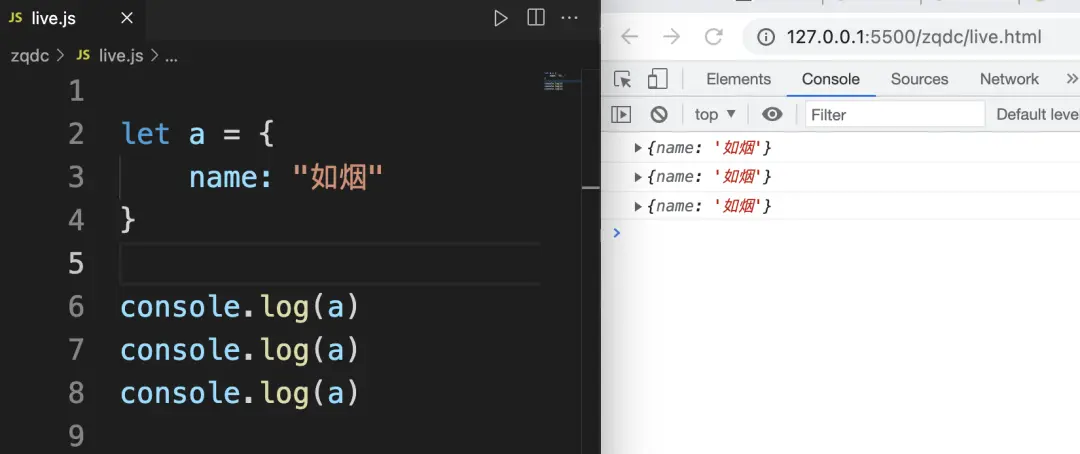 JS live.js
zqdc > JS live.js > ...
1
2 let a = {
3 name: "如烟"
4 }
5
6 console.log(a)
7 console.log(a)
8 console.log(a)
9
127.0.0.1:5500/zqdc/live.html
Elements Console Sources Network »
top ▼ Filter Default leve
▶ {name: '如烟'}
▶ {name: '如烟'}
▶ {name: '如烟'}
>